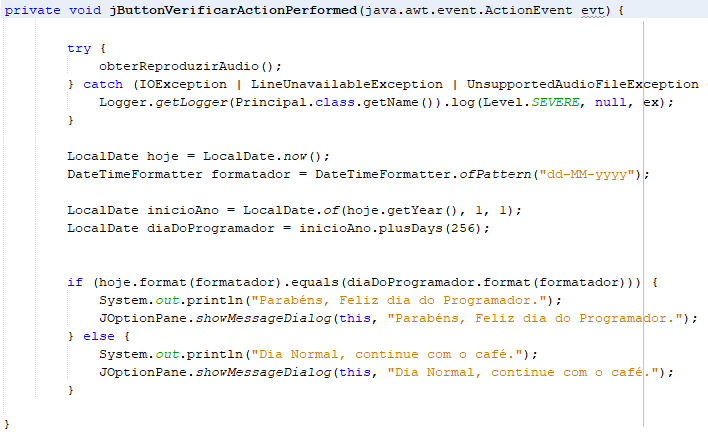 private void jButtonVerificarActionPerformed(java.awt.event.ActionEvent evt) {
try {
obterReproduzirAudio();
} catch (IOException | LineUnavailableException | UnsupportedAudioFileException
Logger.getLogger(Principal.class.getName()).log(Level.SEVERE, null, ex);
}
LocalDate hoje = LocalDate.now();
DateTimeFormatter formatador = DateTimeFormatter.ofPattern("dd-MM-yyyy");
LocalDate inicioAno = LocalDate.of(hoje.getYear(), 1, 1);
LocalDate diaDoProgramador = inicioAno.plusDays(256);
if (hoje.format(formatador).equals(diaDoProgramador.format(formatador))) {
System.out.println("Parabéns, Feliz dia do Programador.");
JOptionPane.showMessageDialog(this, "Parabéns, Feliz dia do Programador.");
} else {
System.out.println("Dia Normal, continue com o café.");
JOptionPane.showMessageDialog(this, "Dia Normal, continue com o café.");
}
}